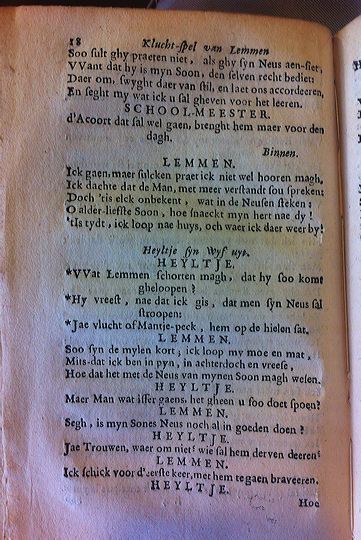 18 Klucht-spel van Lemmen
Soo sult ghy praeten niet, als ghy syn Neus aen-siet,
VVant dat hy is myn Soon, den selven recht bediet:
Daer om, swyght daer van stil, en laet ons accordeeren,
En seght my wat ick u sal gheven voor het leeren.
SCHOOL-MEESTER.
d'Acoort dat sal wel gaen, brenght hem maer voor den
dagh.
Binnen.
LEMMEN.
Ick gaen, maer sulcken praet ick niet wel hooren magh,
Ick dachte dat de Man, met meer verstandt sou spreken:
Doch 'tis elck onbekent, wat in de Neusen steken:
O alder-liefste Soon, hoe snaeckt myn hert nae dy!
'tIs tydt, ick loop nae huys, och waer ick daer weer by!
Heyltje syn Wyf uyt.
HEYLTJE.
*VVat Lemmen schorten magh, dat hy soo komt
gheloopen?
*Hy vreest, nae dat ick gis, dat men syn Neus sal
stroopen:
*Jae vlucht of Mantje-peck, hem op de hielen sat.
LEMMEN.
Soo syn de mylen kort, ick loop my moe en mat,
Mits-dat ick ben in pyn, in achterdoch en vreese,
Hoe dat het met de Neus van mynen Soon magh wesen.
HEYLTJE.
Maer Man wat isser gaens, het gheen u soo doet spoen?
LEMMEN.
Segh, is myn Sones Neus noch al in goeden doen?
HEYLTJE.
Jae Trouwen, waer om niet? wie sal hem derven deeren?
LEMMEN.
Ick schick voor d'eerste keer, met hem te gaen braveeren.
HEYLTJE.
Hoe